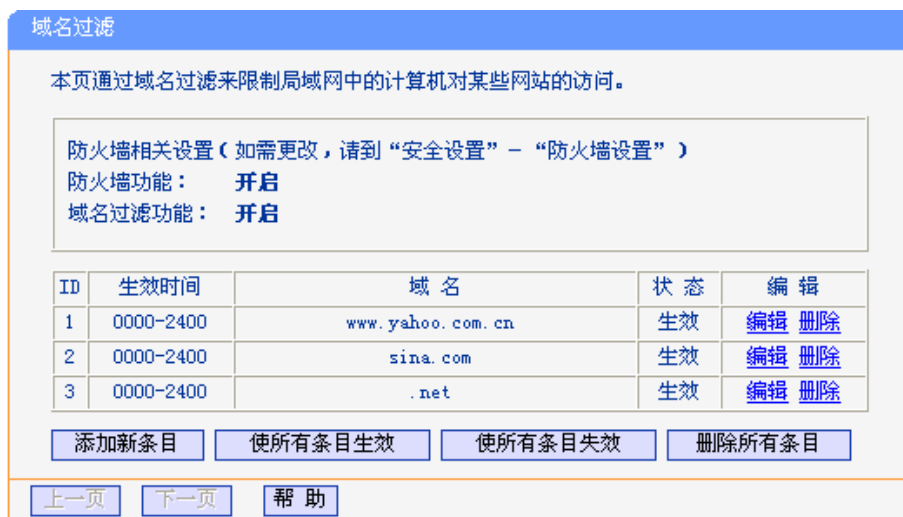 域名过滤
本页通过域名过滤来限制局域网中的计算机对某些网站的访问。
防火墙相关设置(如需更改,请到“安全设置”-“防火墙设置”)
防火墙功能: 开启
域名过滤功能: 开启
ID 生效时间 域 名 状 态 编 辑
1 0000-2400 www.yahoo.com.cn 生效 编辑 删除
2 0000-2400 sina.com 生效 编辑 删除
3 0000-2400 .net 生效 编辑 删除
添加新条目 使所有条目生效 使所有条目失效 删除所有条目
上一页 下一页 帮 助